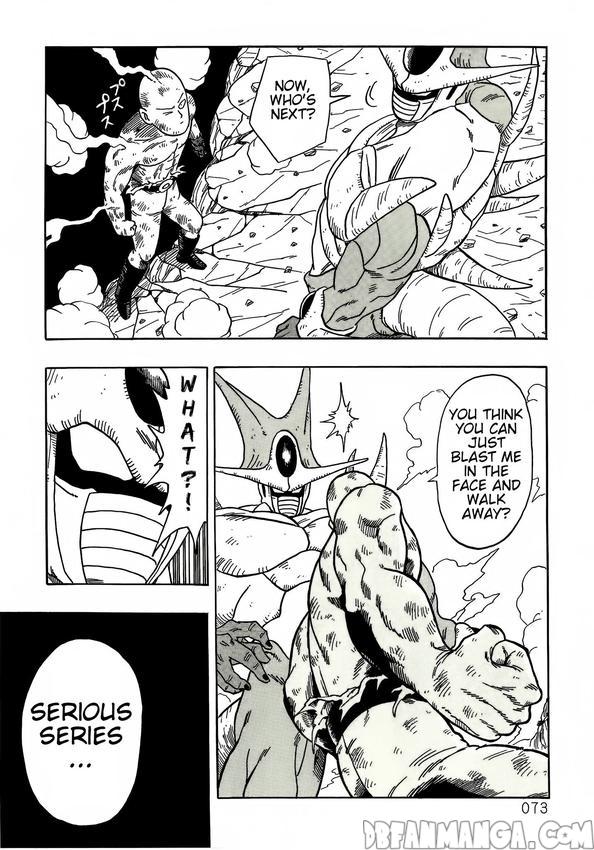 NOW,
WHO'S
NEXT?
プス
プス
YOU THINK
YOU CAN
JUST
BLAST ME
IN THE
FACE AND
WALK
AWAY?
WHAT?!
SERIOUS
SERIES
...
073
DBFANMANGA.COM